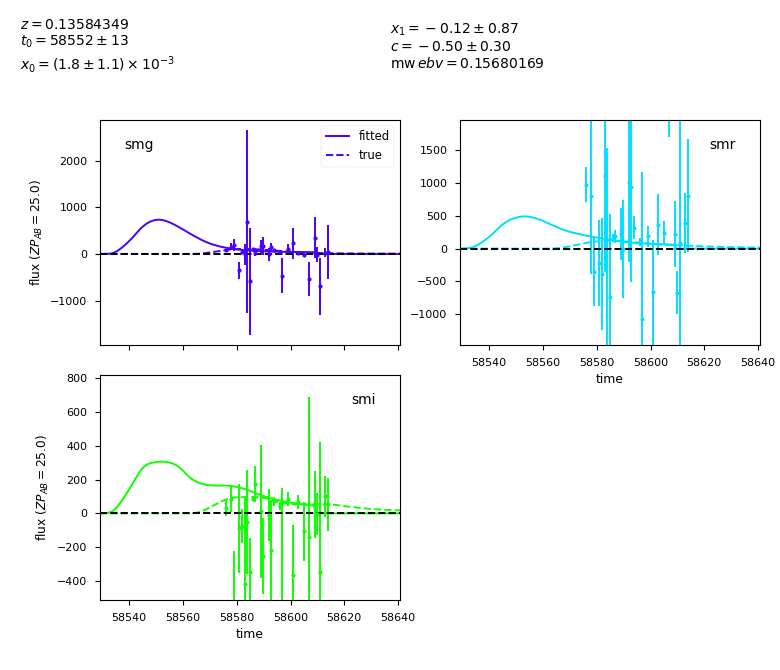 z = 0.13584349
t₀ = 58552 ± 13
x₀ = (1.8 ± 1.1) × 10⁻³
x₁ = −0.12 ± 0.87
c = −0.50 ± 0.30
mw ebv = 0.15680169
smg
fitted
true
2000
1000
0
−1000
flux (ZP_AB = 25.0)
smr
1500
1000
500
0
−500
−1000
58540 58560 58580 58600 58620 58640
time
smi
800
600
400
200
0
−200
−400
flux (ZP_AB = 25.0)
58540 58560 58580 58600 58620 58640
time